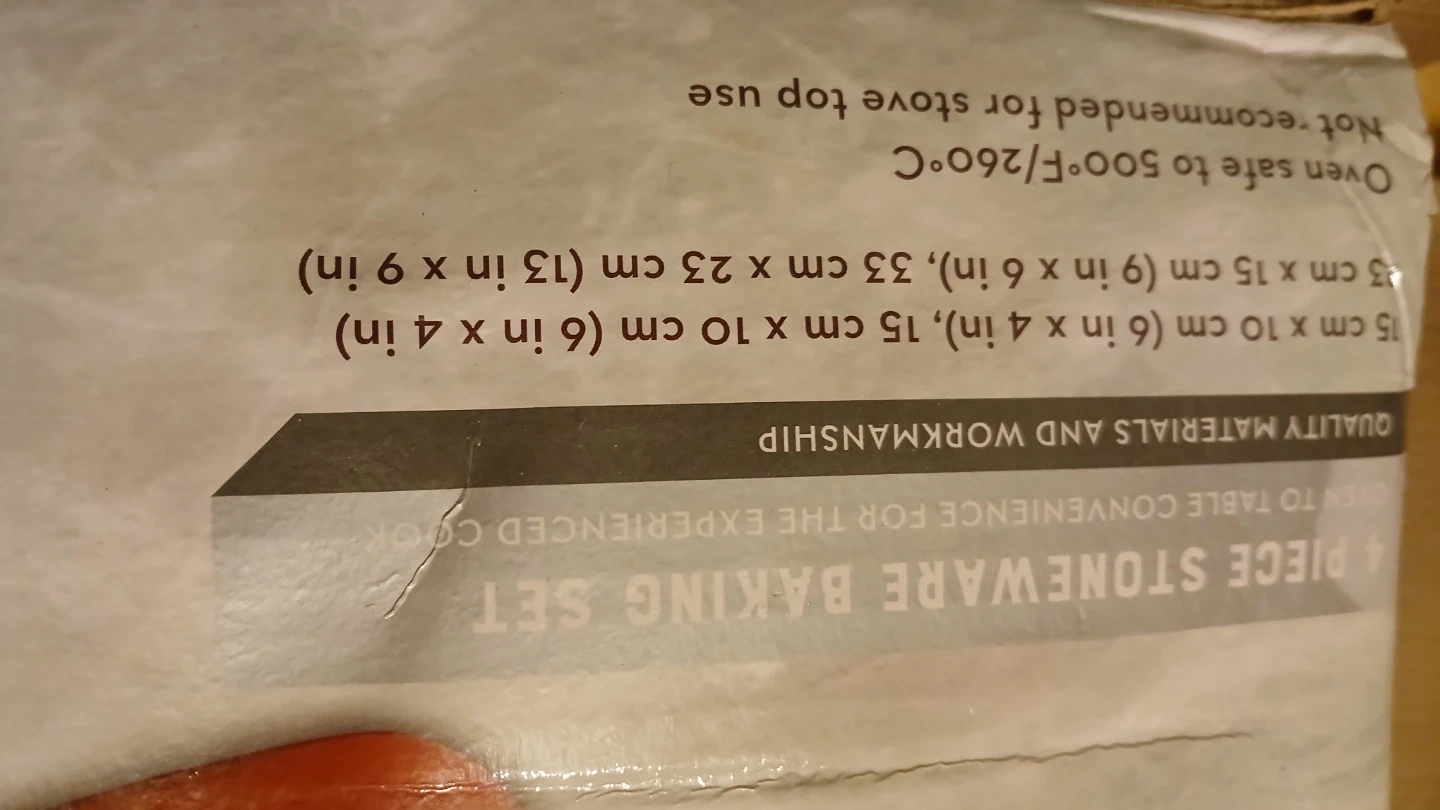 4 PIECE STONEWARE BAKING SET
OVEN TO TABLE CONVENIENCE FOR THE EXPERIENCED COOK
QUALITY MATERIALS AND WORKMANSHIP
15 cm x 10 cm (6 in x 4 in), 15 cm x 10 cm (6 in x 4 in)
23 cm x 15 cm (9 in x 6 in), 33 cm x 23 cm (13 in x 9 in)
Oven safe to 500°F/260°C
Not recommended for stove top use